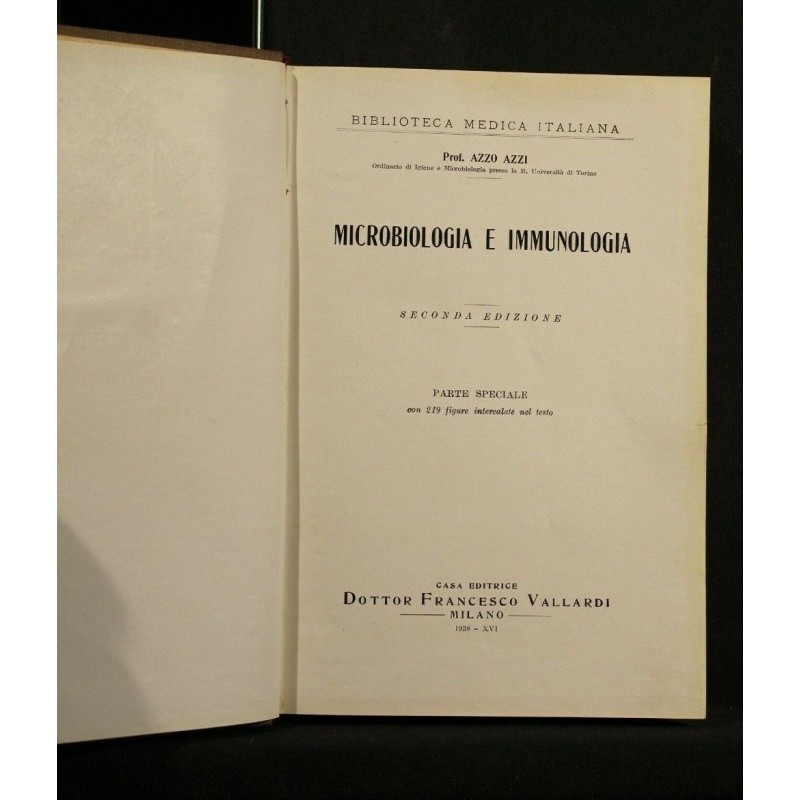 BIBLIOTECA MEDICA ITALIANA
Prof. AZZO AZZI
Ordinario di Igiene e Microbiologia presso la R. Università di Torino
MICROBIOLOGIA E IMMUNOLOGIA
SECONDA EDIZIONE
PARTE SPECIALE
con 219 figure intercalate nel testo
CASA EDITRICE
DOTTOR FRANCESCO VALLARDI
MILANO
1938 - XVI